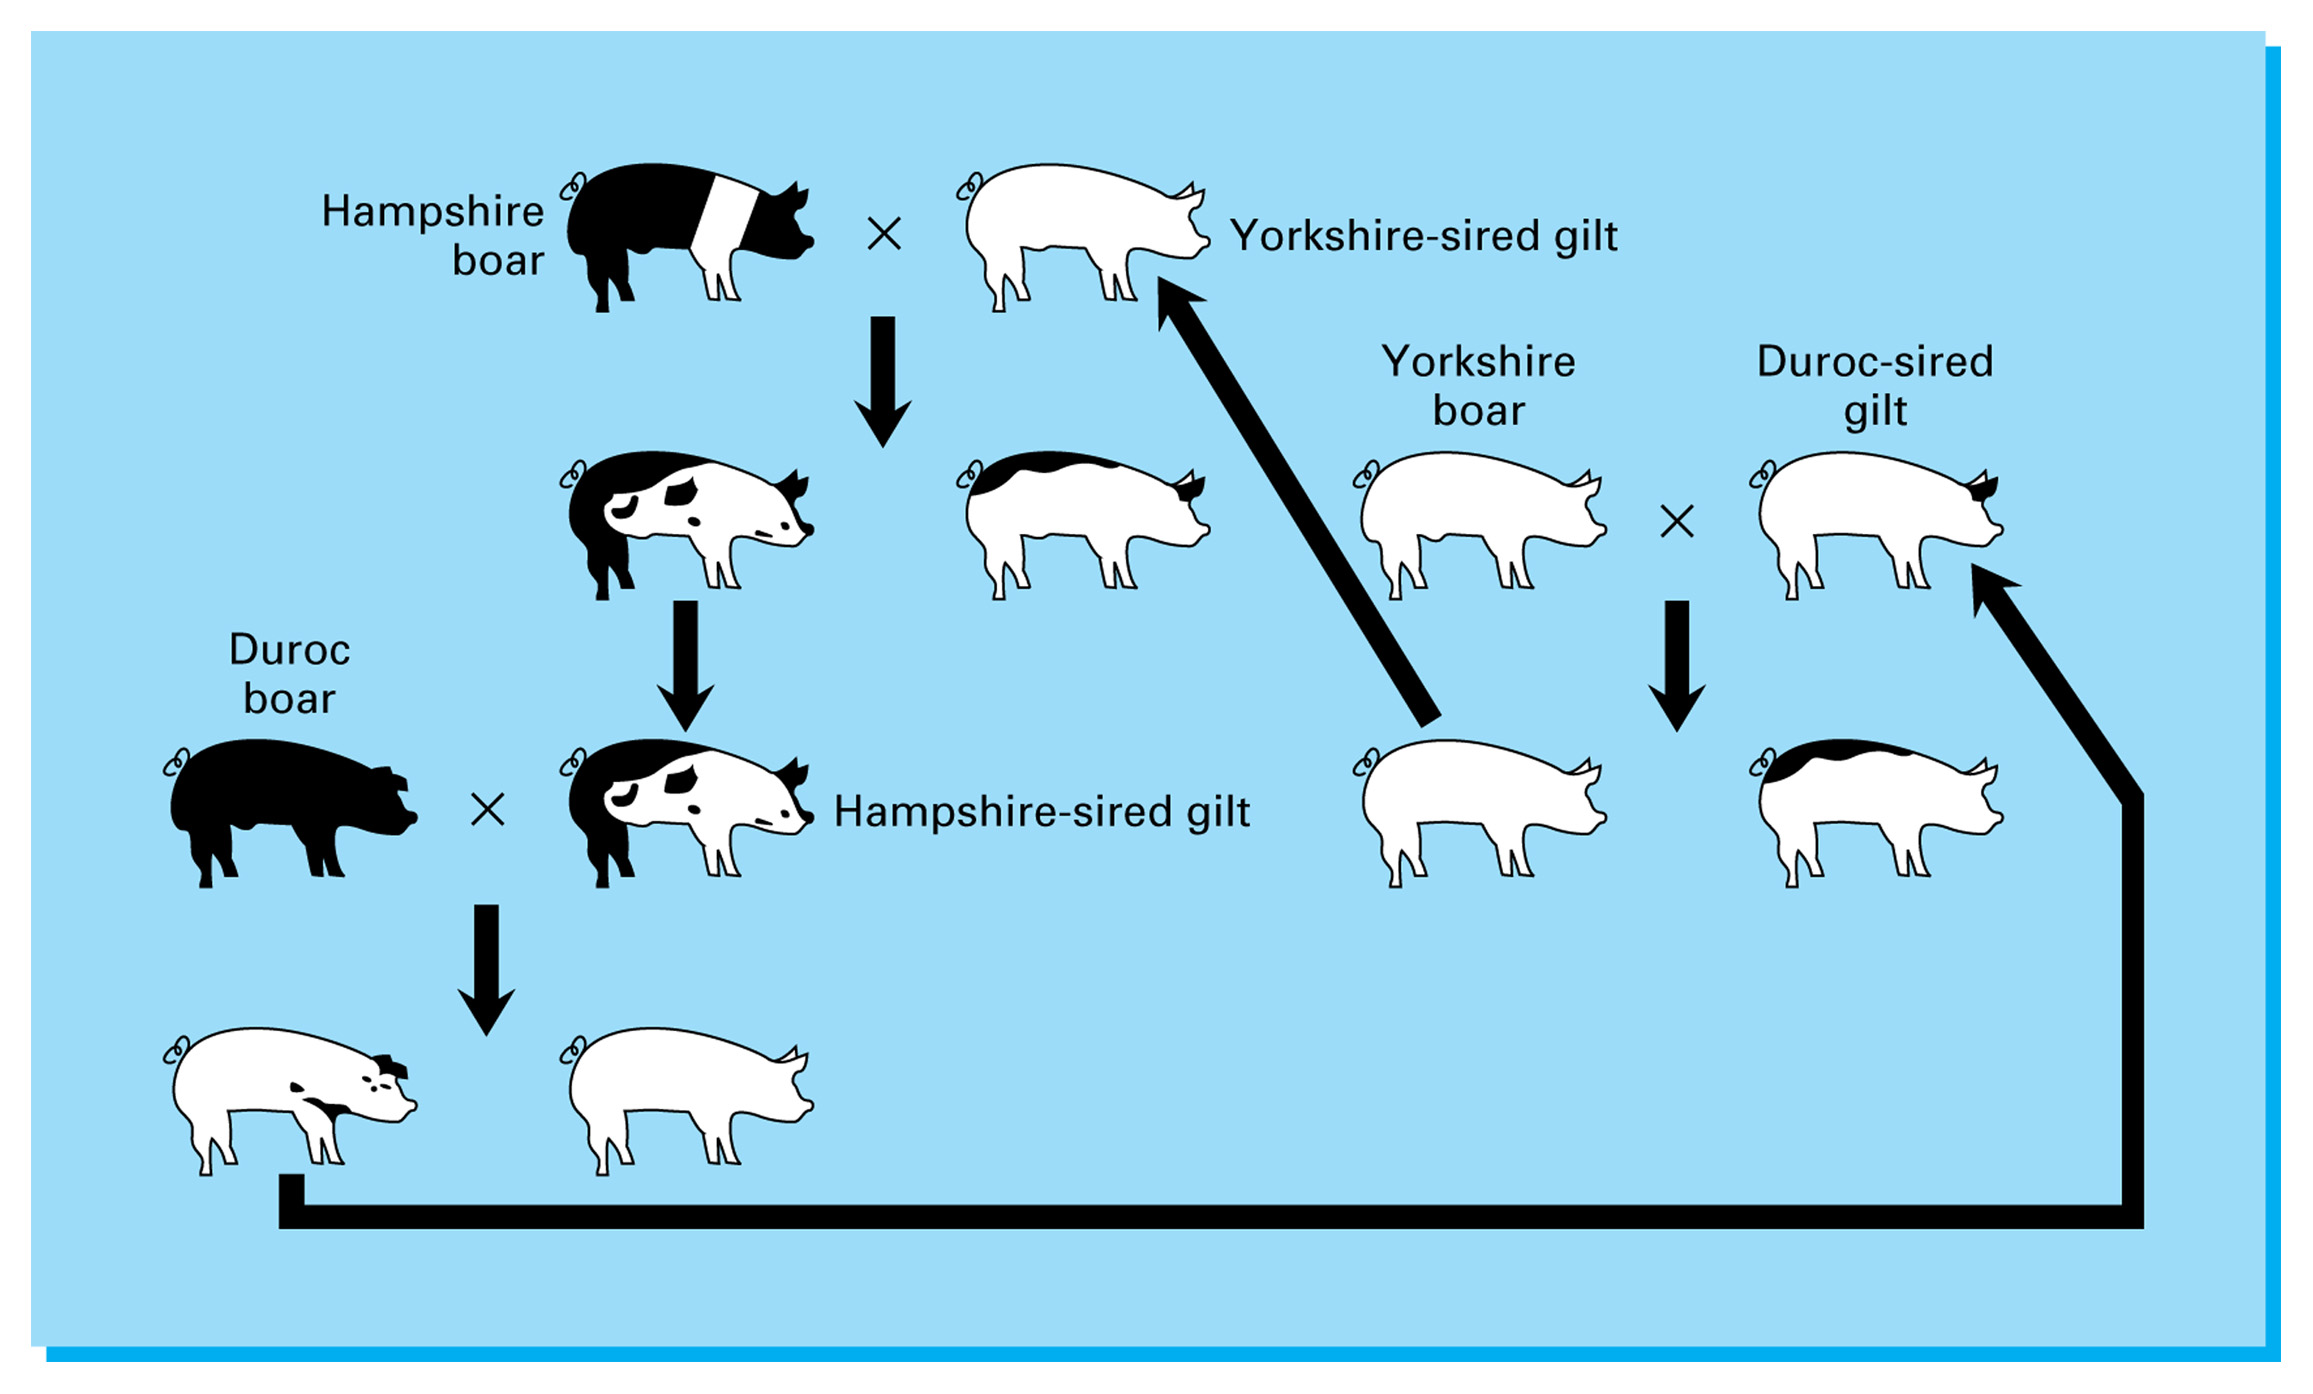 Hampshire
boar
Yorkshire-sired gilt
Yorkshire
boar
Duroc-sired
gilt
Duroc
boar
Hampshire-sired gilt